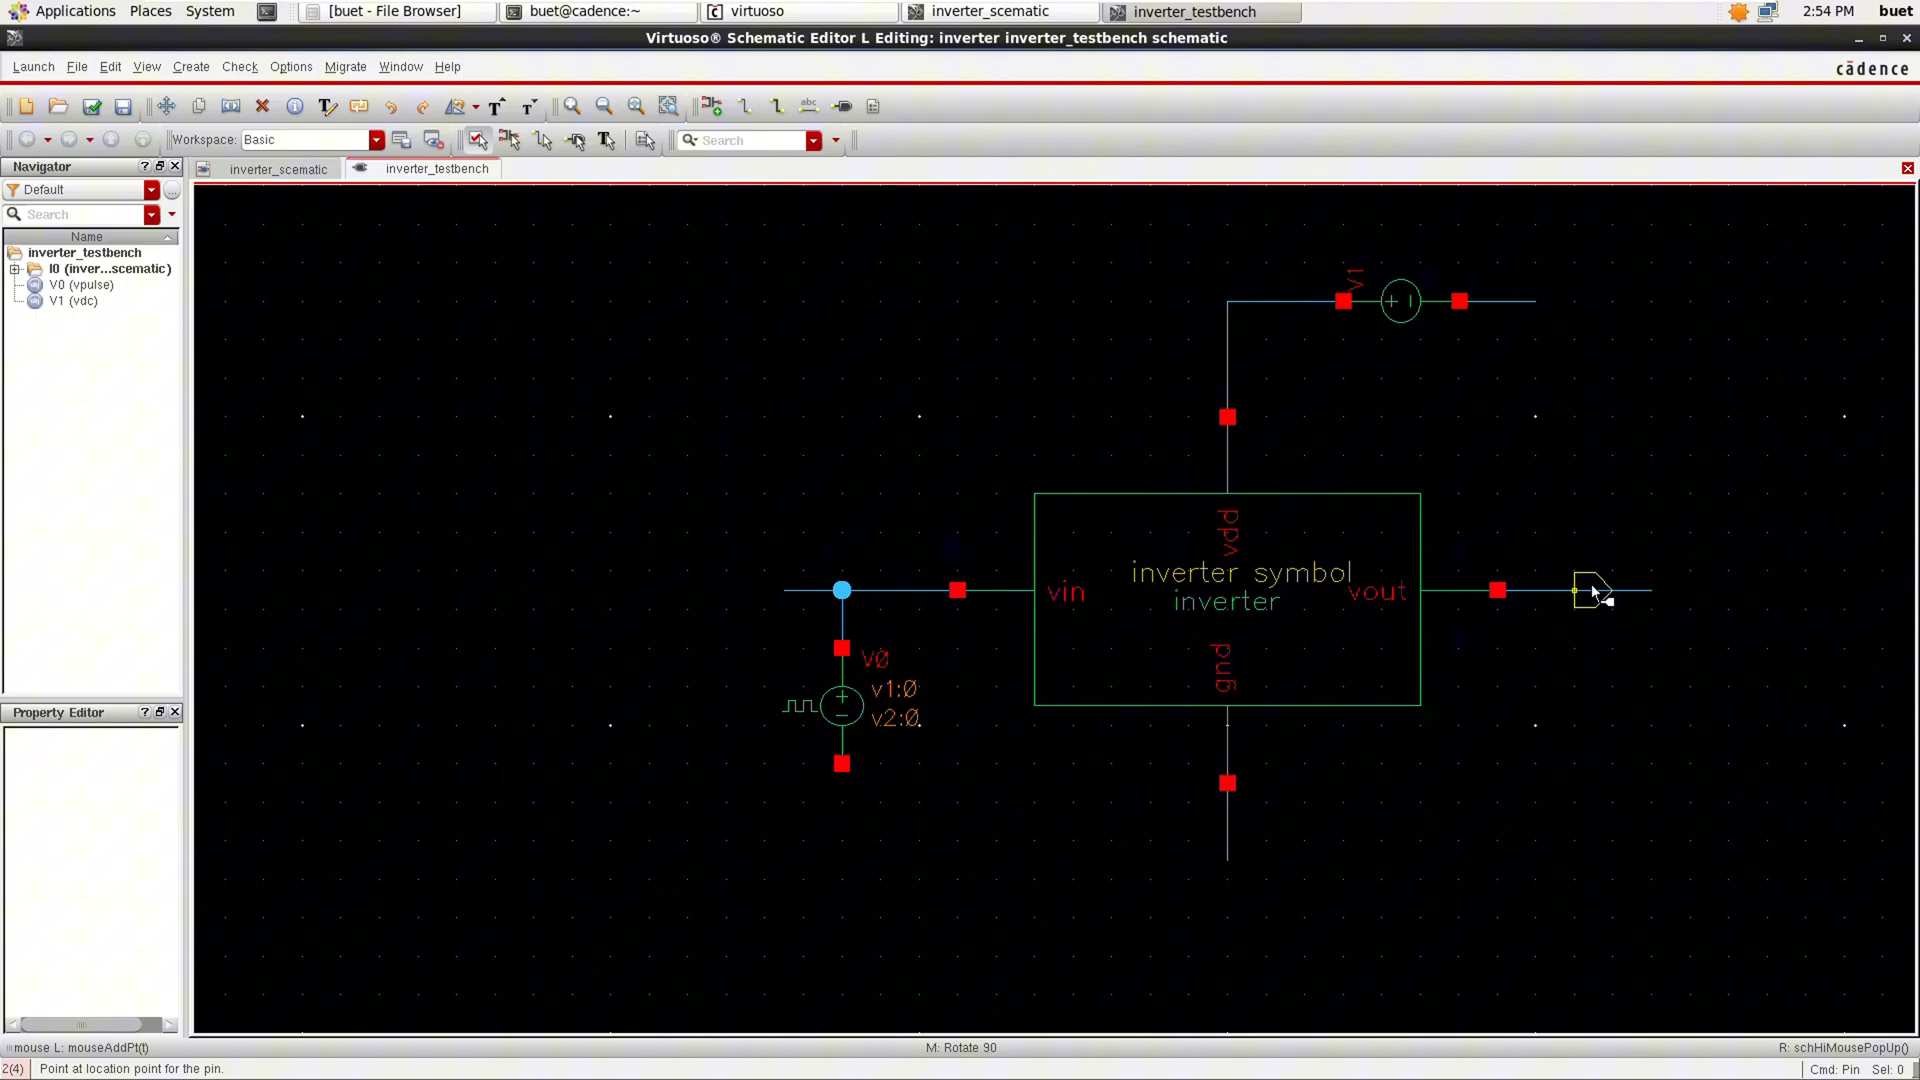 Applications Places System [buet - File Browser] buet@cadence:~ virtuoso inverter_scematic inverter_testbench 2:54 PM buet
Virtuoso® Schematic Editor L Editing: inverter inverter_testbench schematic
Launch File Edit View Create Check Options Migrate Window Help cādence
Workspace: Basic Search
Navigator ? inverter_scematic inverter_testbench
Default
Search
Name
inverter_testbench
I0 (inver...scematic)
V0 (vpulse)
V1 (vdc)
Property Editor ?
V1
vdd
inverter symbol
vin inverter vout
gnd
V0
v1:0
v2:0
mouse L: mouseAddPt(t) M: Rotate 90 R: schHiMousePopUp()
2(4) Point at location point for the pin. Cmd: Pin Sel: 0